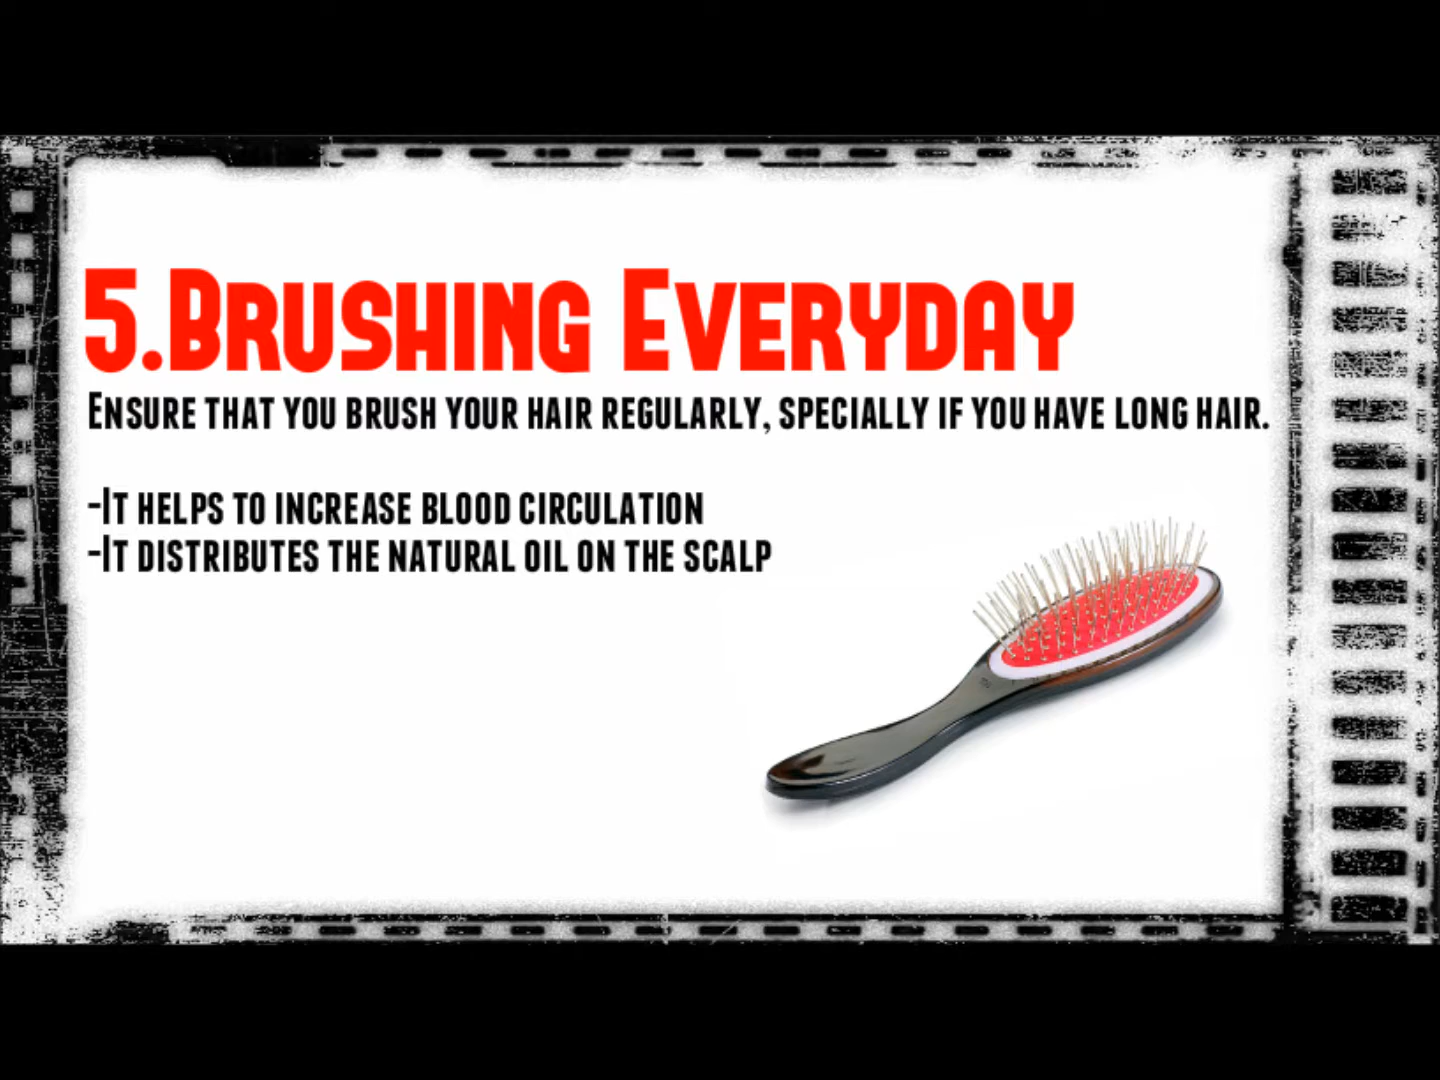 5.Brushing Everyday
Ensure that you brush your hair regularly, specially if you have long hair.
-It helps to increase blood circulation
-It distributes the natural oil on the scalp